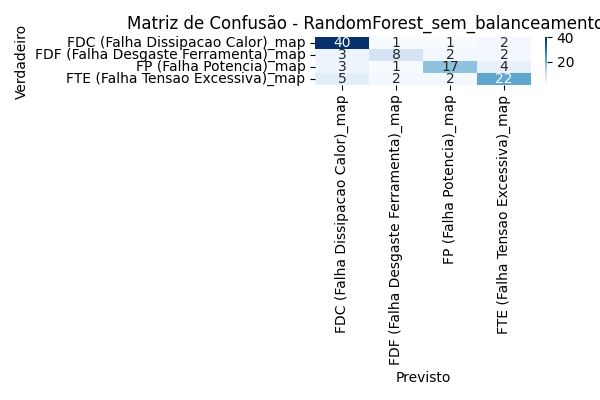 Matriz de Confusão - RandomForest_sem_balanceamento
Verdadeiro
FDC (Falha Dissipacao Calor)_map 40 1 1 2
FDF (Falha Desgaste Ferramenta)_map 3 8 2 2
FP (Falha Potencia)_map 3 1 17 4
FTE (Falha Tensao Excessiva)_map 5 2 2 22
40
20
FDC (Falha Dissipacao Calor)_map
FDF (Falha Desgaste Ferramenta)_map
FP (Falha Potencia)_map
FTE (Falha Tensao Excessiva)_map
Previsto